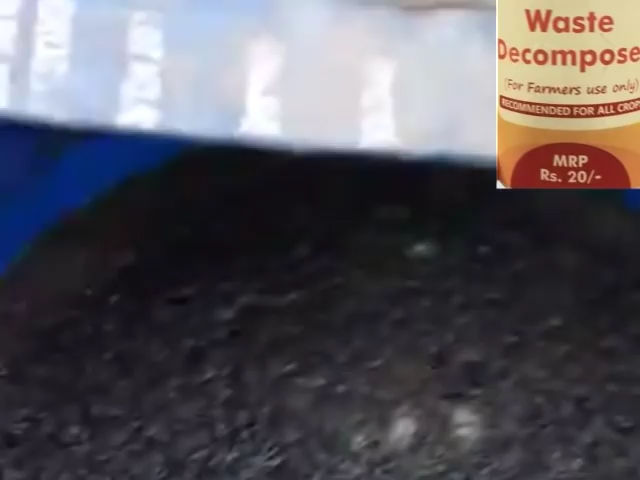 Waste
Decompose
(For Farmers use only)
RECOMMENDED FOR ALL CROP
MRP
Rs. 20/-